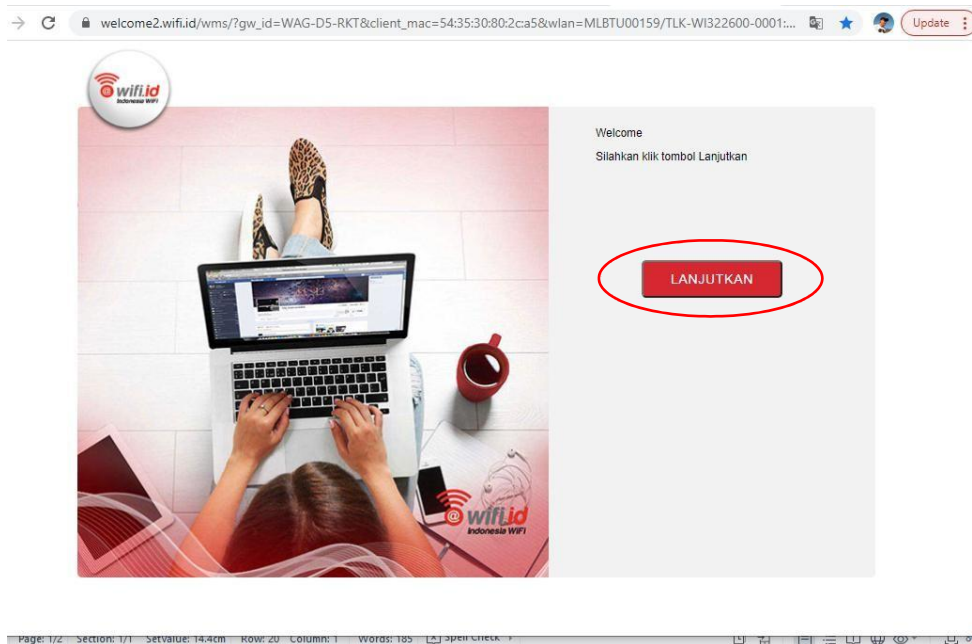 welcome2.wifi.id/wms/?gw_id=WAG-D5-RKT&client_mac=54:35:30:80:2c:a5&wlan=MLBTU00159/TLK-WI322600-0001:...
Update
@wifi.id
Indonesia WiFi
Welcome
Silahkan klik tombol Lanjutkan
LANJUTKAN
@wifi.id
Indonesia WiFi
Page: 1/2 Section: 1/1 SetValue: 14.4cm Row: 20 Column: 1 Words: 185 Spell Check